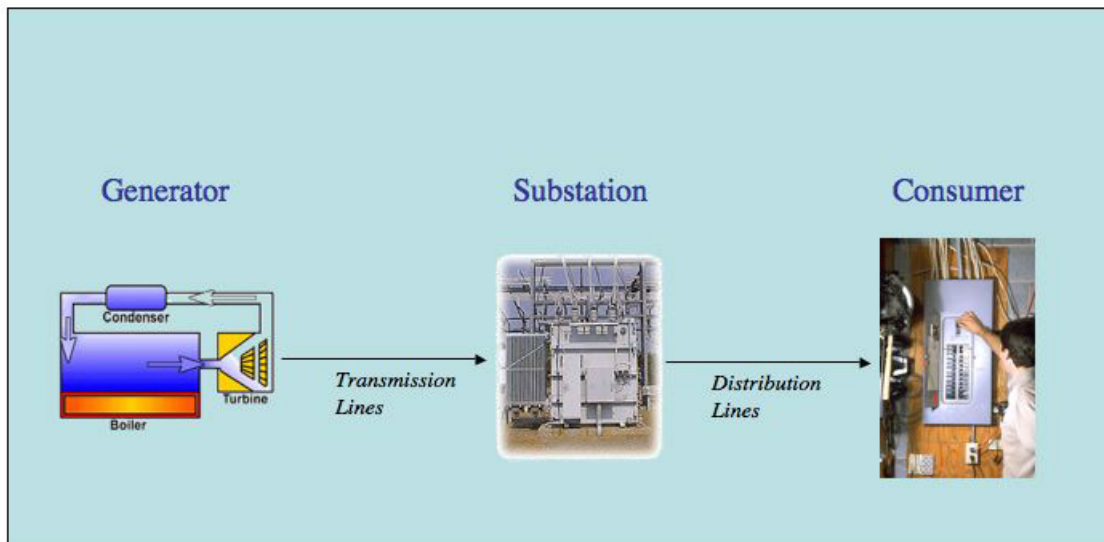 Generator
Substation
Consumer
Condenser
Turbine
Boiler
Transmission
Lines
Distribution
Lines